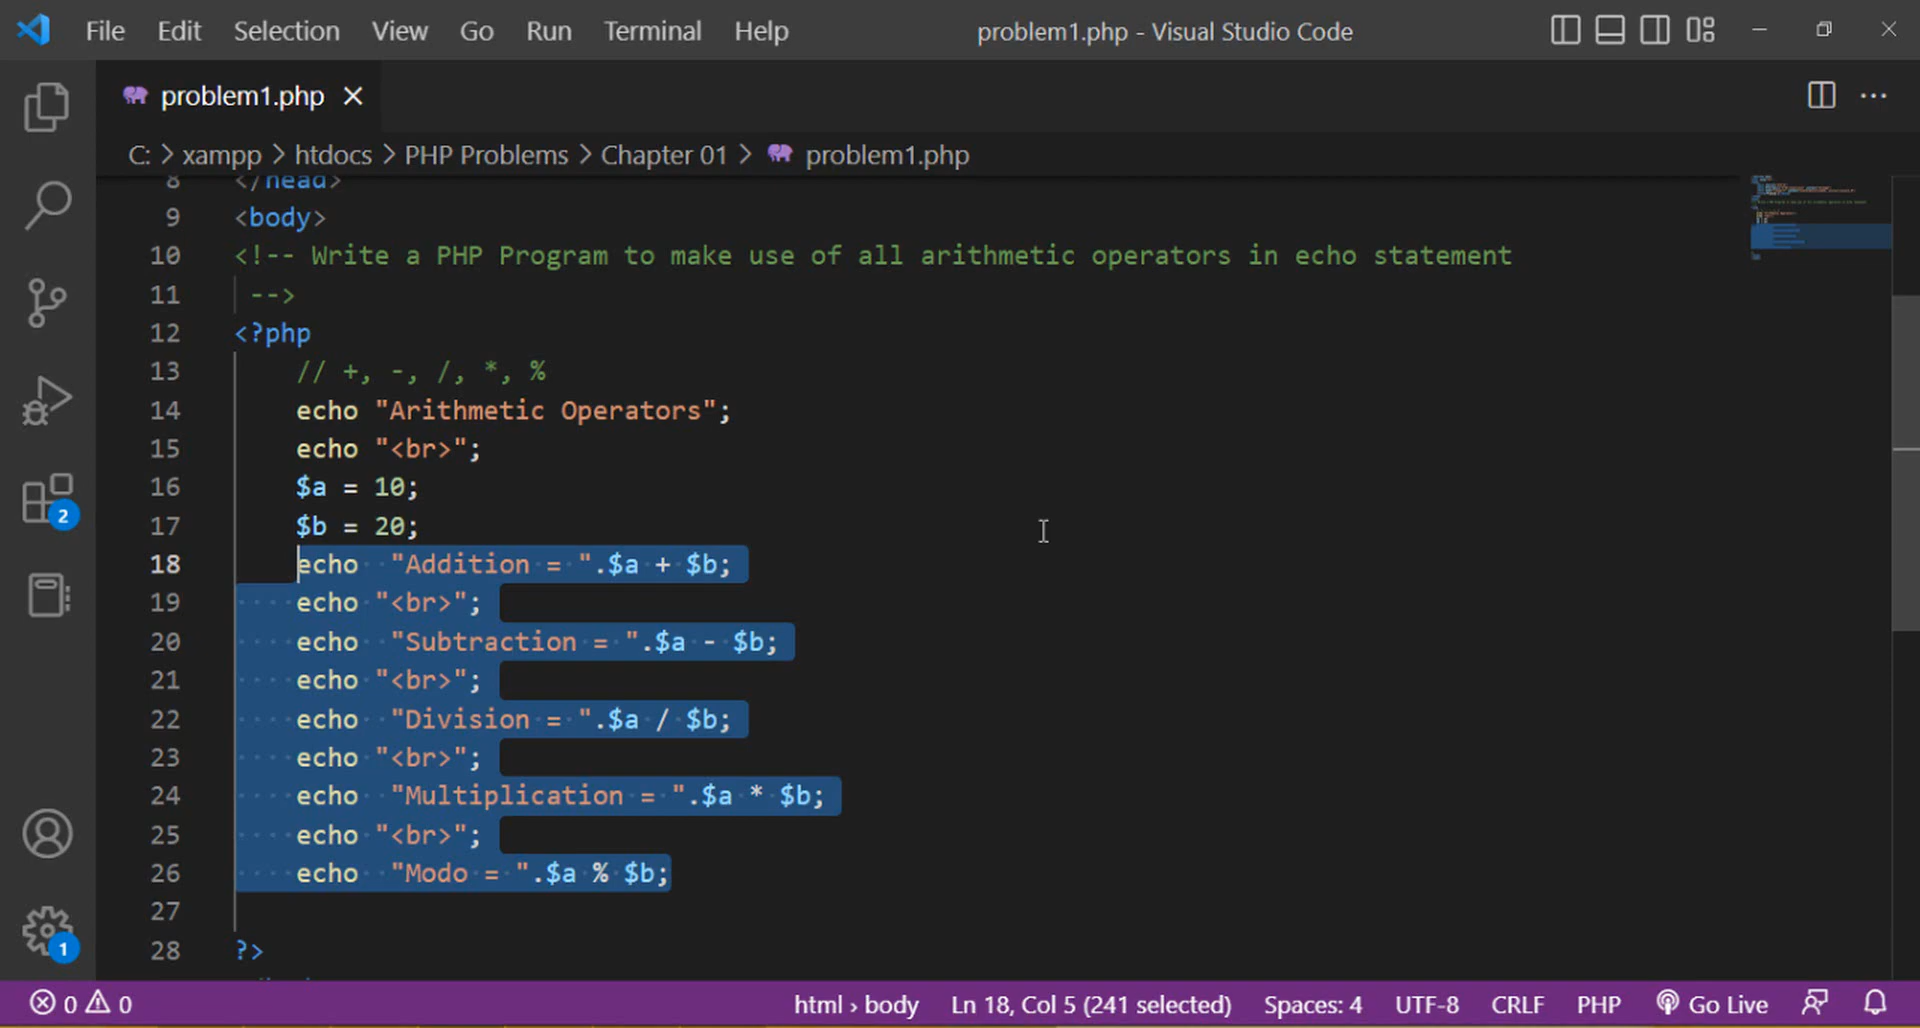 File Edit Selection View Go Run Terminal Help problem1.php - Visual Studio Code
problem1.php
C: > xampp > htdocs > PHP Problems > Chapter 01 > problem1.php
8 </head>
9 <body>
10 <!-- Write a PHP Program to make use of all arithmetic operators in echo statement
11 -->
12 <?php
13 // +, -, /, *, %
14 echo "Arithmetic Operators";
15 echo "<br>";
16 $a = 10;
17 $b = 20;
18 echo  "Addition = ".$a + $b;
19 echo "<br>";
20 echo  "Subtraction = ".$a - $b;
21 echo "<br>";
22 echo  "Division = ".$a / $b;
23 echo "<br>";
24 echo  "Multiplication = ".$a * $b;
25 echo "<br>";
26 echo  "Modo = ".$a % $b;
27
28 ?>
2
1
0 0 html › body Ln 18, Col 5 (241 selected) Spaces: 4 UTF-8 CRLF PHP Go Live